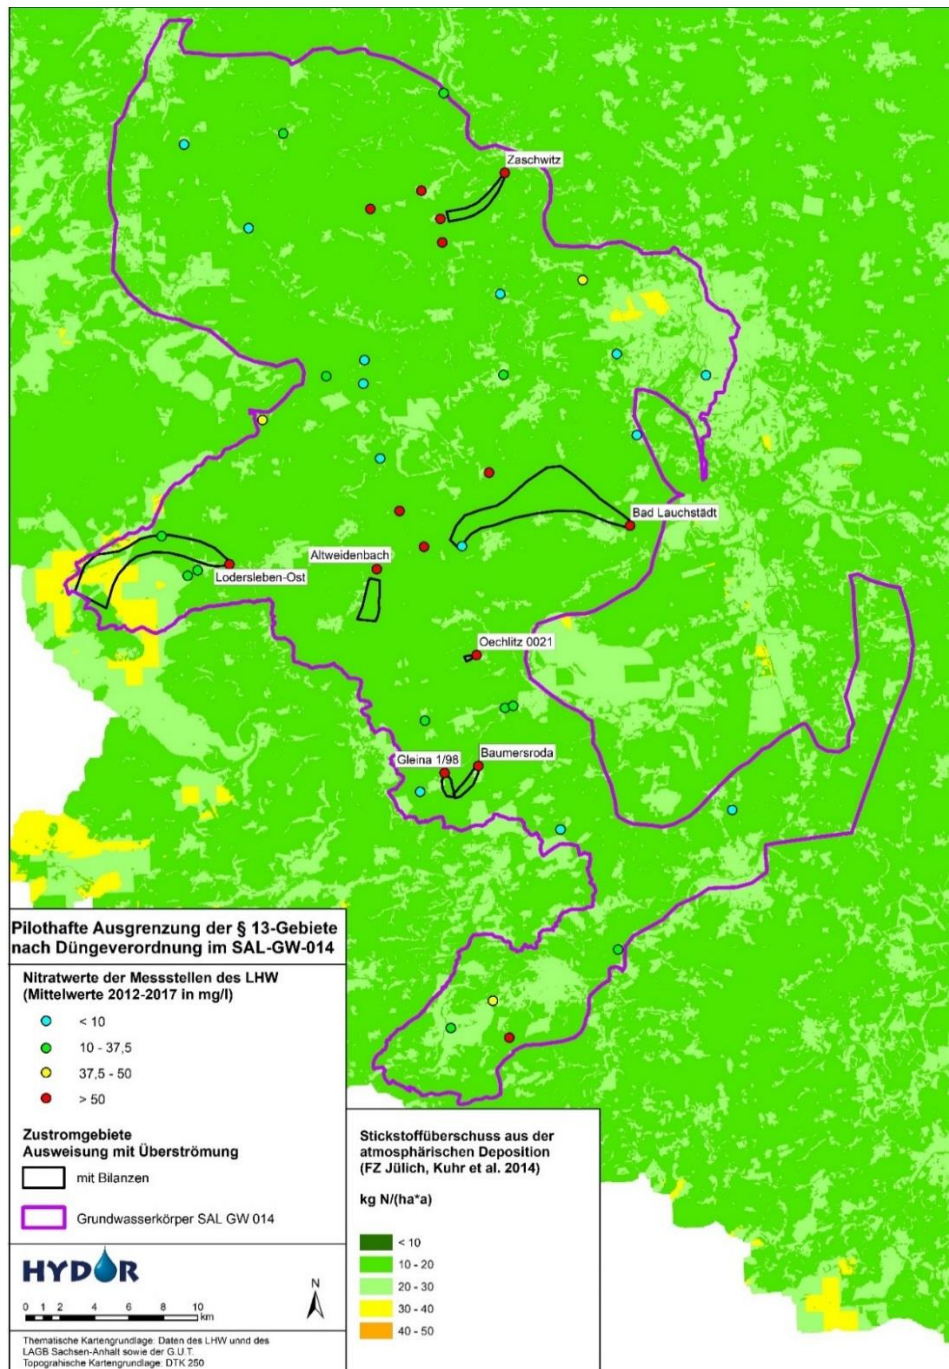 Zaschwitz
Bad Lauchstädt
Altweidenbach
Lodersleben-Ost
Oechlitz 0021
Gleina 1/98
Baumersroda
Pilothafte Ausgrenzung der § 13-Gebiete
nach Düngeverordnung im SAL-GW-014
Nitratwerte der Messstellen des LHW
(Mittelwerte 2012-2017 in mg/l)
< 10
10 - 37,5
37,5 - 50
> 50
Zustromgebiete
Ausweisung mit Überströmung
mit Bilanzen
Grundwasserkörper SAL GW 014
HYDOR
N
0 1 2 4 6 8 10
km
Thematische Kartengrundlage: Daten des LHW unnd des
LAGB Sachsen-Anhalt sowie der G.U.T.
Topograhische Kartengrundlage: DTK 250
Stickstoffüberschuss aus der
atmosphärischen Deposition
(FZ Jülich, Kuhr et al. 2014)
kg N/(ha*a)
< 10
10 - 20
20 - 30
30 - 40
40 - 50